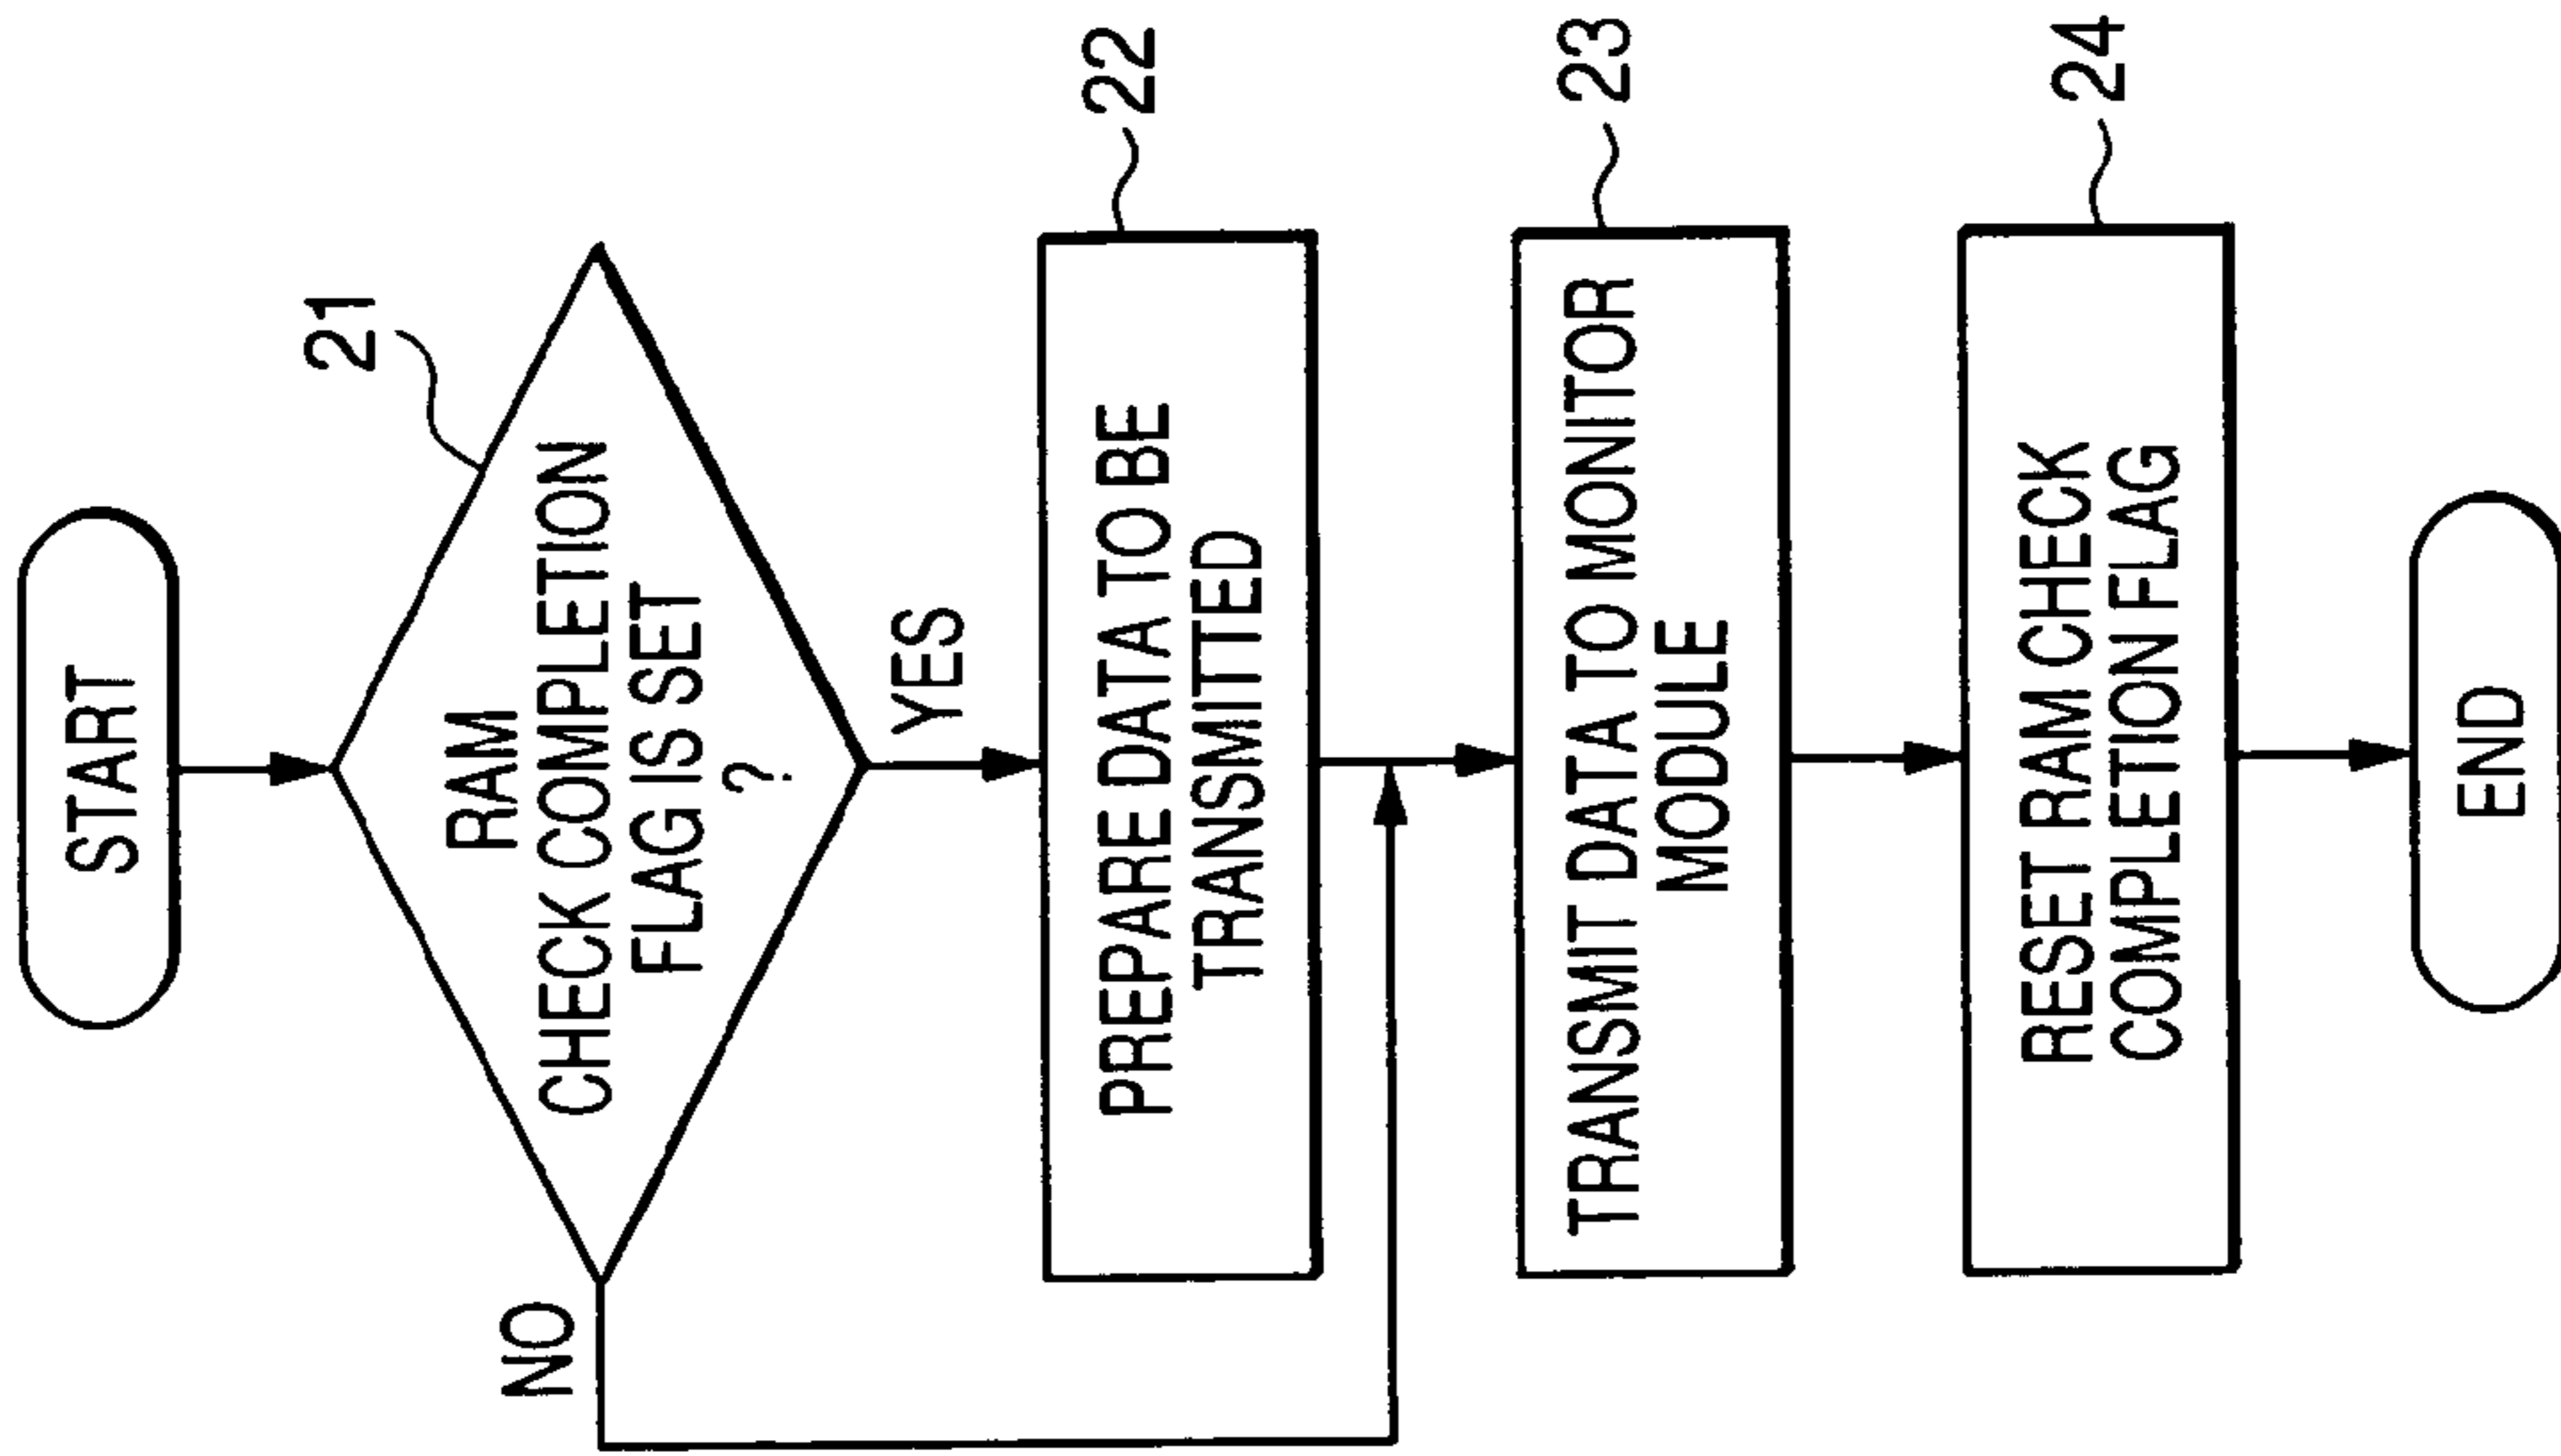 START
21
RAM
CHECK COMPLETION
FLAG IS SET
?
NO
YES
22
PREPARE DATA TO BE
TRANSMITTED
23
TRANSMIT DATA TO MONITOR
MODULE
24
RESET RAM CHECK
COMPLETION FLAG
END